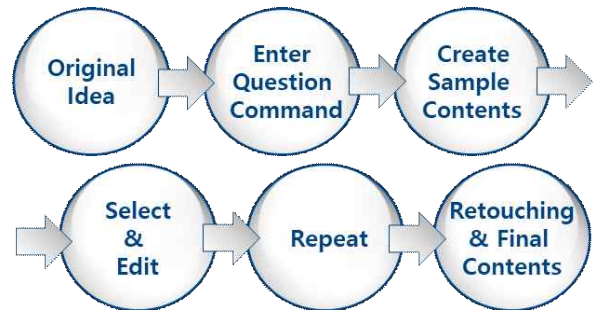 Original
Idea
Enter
Question
Command
Create
Sample
Contents
Select
&
Edit
Repeat
Retouching
& Final
Contents